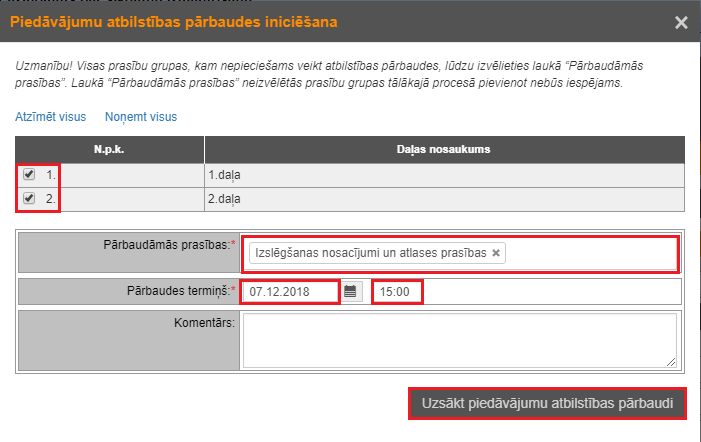 Piedāvājumu atbilstības pārbaudes iniciēšana
Uzmanību! Visas prasību grupas, kam nepieciešams veikt atbilstības pārbaudes, lūdzu izvēlieties laukā “Pārbaudāmās
prasības”. Laukā “Pārbaudāmās prasības” neizvēlētās prasību grupas tālākajā procesā pievienot nebūs iespējams.
Atzīmēt visus Noņemt visus
N.p.k. Daļas nosaukums
1. 1.daļa
2. 2.daļa
Pārbaudāmās prasības:* Izslēgšanas nosacījumi un atlases prasības ×
Pārbaudes termiņš:* 07.12.2018 15:00
Komentārs:
Uzsākt piedāvājumu atbilstības pārbaudi